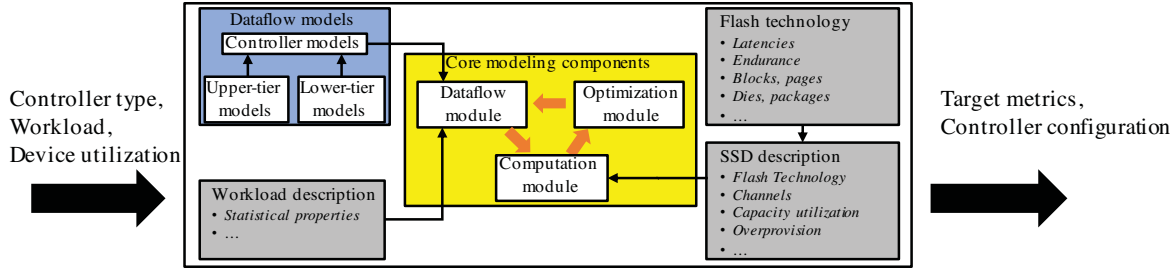 Controller type,
Workload,
Device utilization
Dataflow models
Controller models
Upper-tier
models
Lower-tier
models
Workload description
• Statistical properties
• …
Core modeling components
Dataflow
module
Optimization
module
Computation
module
Flash technology
• Latencies
• Endurance
• Blocks, pages
• Dies, packages
• …
SSD description
• Flash Technology
• Channels
• Capacity utilization
• Overprovision
• …
Target metrics,
Controller configuration